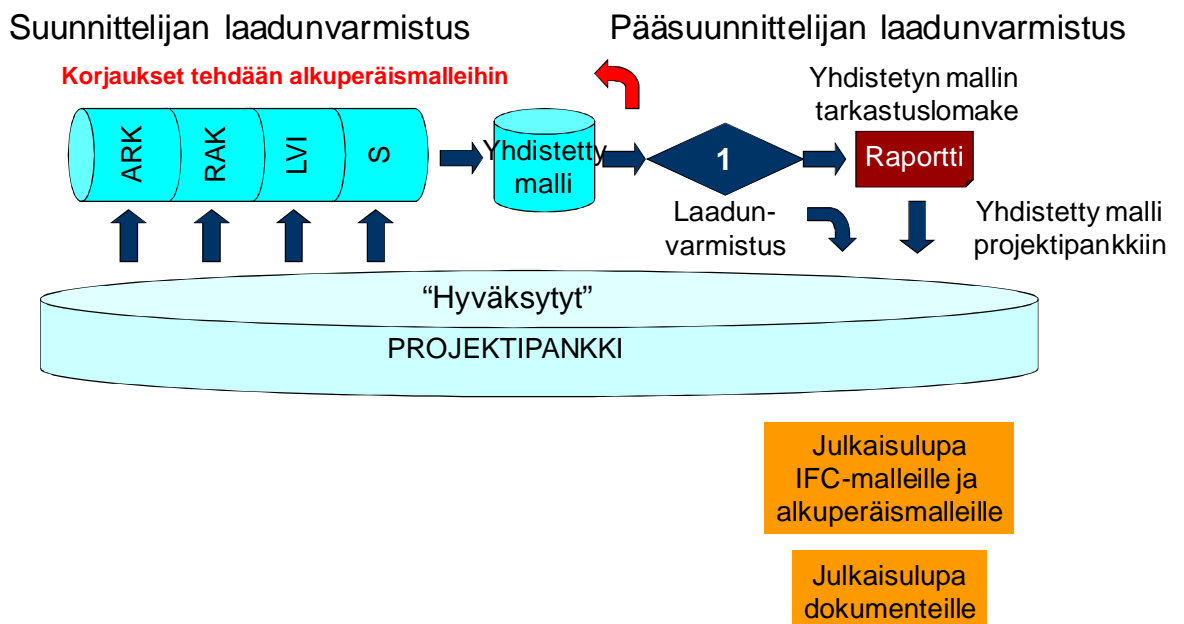 Suunnittelijan laadunvarmistus
Pääsuunnittelijan laadunvarmistus
Korjaukset tehdään alkuperäismalleihin
Yhdistetyn mallin
tarkastuslomake
ARK
RAK
LVI
S
Yhdistetty
malli
1
Raportti
Laadun-
varmistus
Yhdistetty malli
projektipankkiin
“Hyväksytyt”
PROJEKTIPANKKI
Julkaisulupa
IFC-malleille ja
alkuperäismalleille
Julkaisulupa
dokumenteille